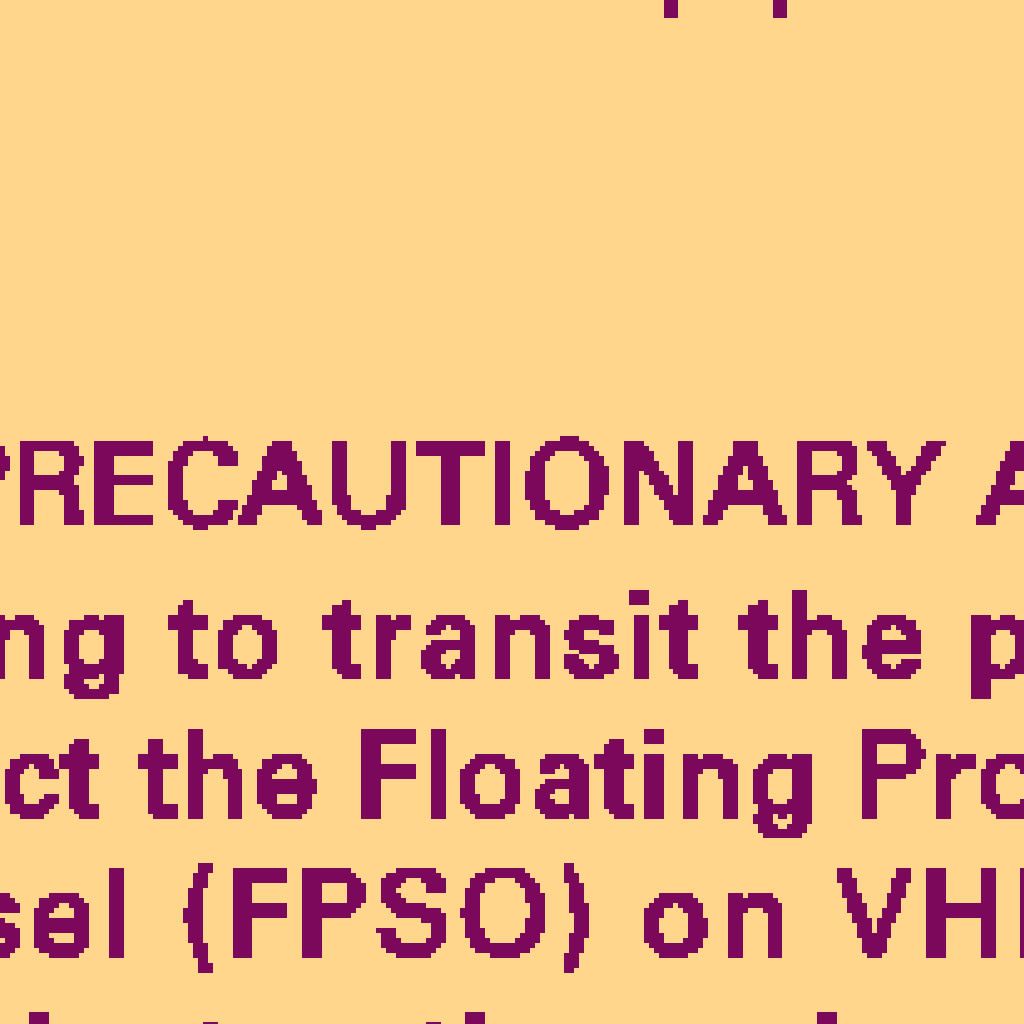 PRECAUTIONARY A
ng to transit the p
ct the Floating Pro
sel (FPSO) on VH